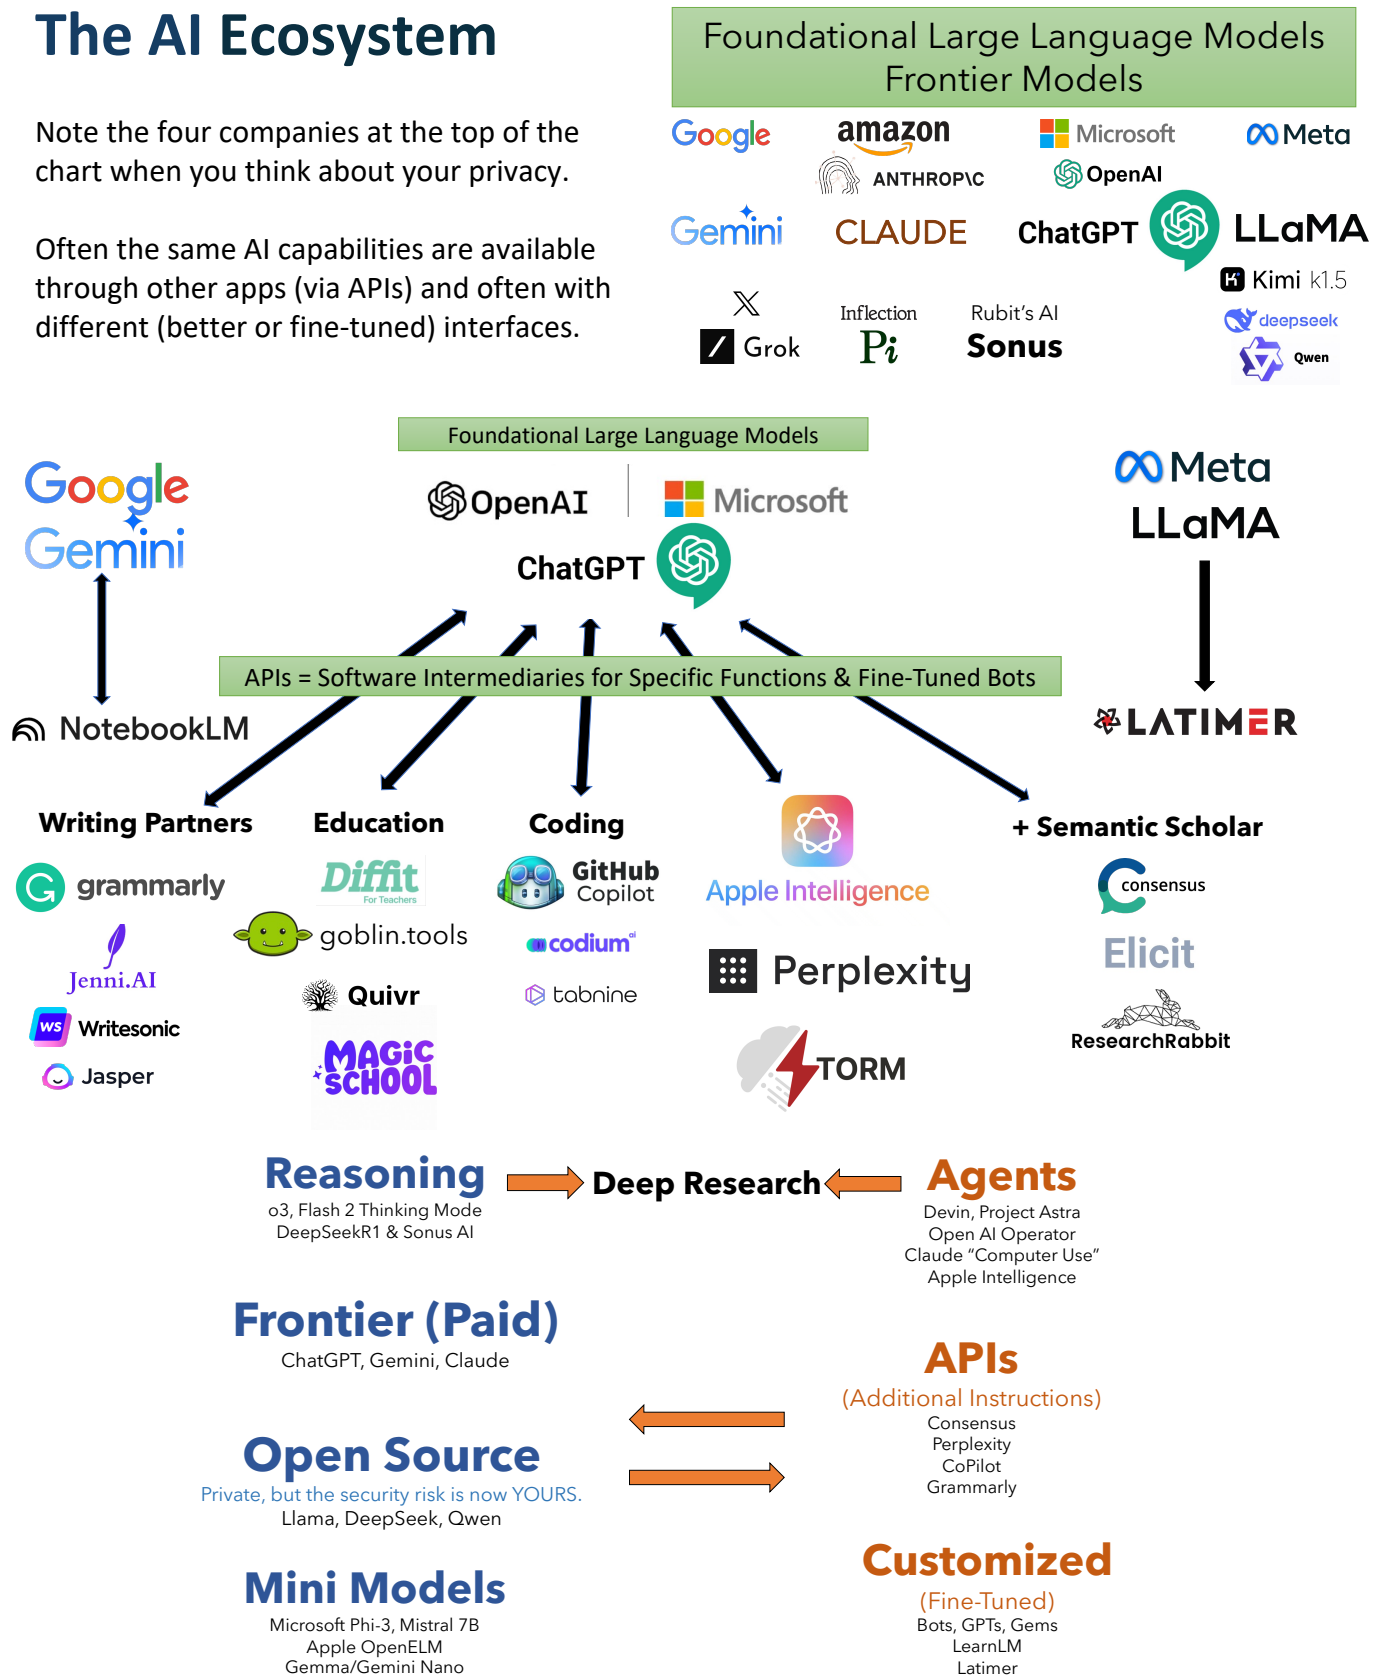 The AI Ecosystem
Note the four companies at the top of the
chart when you think about your privacy.
Often the same AI capabilities are available
through other apps (via APIs) and often with
different (better or fine-tuned) interfaces.
Foundational Large Language Models
Frontier Models
Google
amazon
Microsoft
Meta
ANTHROP\C
OpenAI
Gemini
CLAUDE
ChatGPT
LLaMA
Kimi k1.5
X
Grok
Inflection
Pi
Rubit's AI
Sonus
deepseek
Qwen
Foundational Large Language Models
Google
Gemini
OpenAI
Microsoft
ChatGPT
Meta
LLaMA
APIs = Software Intermediaries for Specific Functions & Fine-Tuned Bots
NotebookLM
LATIMER
Writing Partners
grammarly
Jenni.AI
WS Writesonic
Jasper
Education
Diffit
For Teachers
goblin.tools
Quivr
MAGiC
SCHOOL
Coding
GitHub
Copilot
codium ai
tabnine
Apple Intelligence
Perplexity
STORM
+ Semantic Scholar
consensus
Elicit
ResearchRabbit
Reasoning
o3, Flash 2 Thinking Mode
DeepSeekR1 & Sonus AI
Deep Research
Agents
Devin, Project Astra
Open AI Operator
Claude “Computer Use”
Apple Intelligence
Frontier (Paid)
ChatGPT, Gemini, Claude
APIs
(Additional Instructions)
Consensus
Perplexity
CoPilot
Grammarly
Open Source
Private, but the security risk is now YOURS.
Llama, DeepSeek, Qwen
Mini Models
Microsoft Phi-3, Mistral 7B
Apple OpenELM
Gemma/Gemini Nano
Customized
(Fine-Tuned)
Bots, GPTs, Gems
LearnLM
Latimer